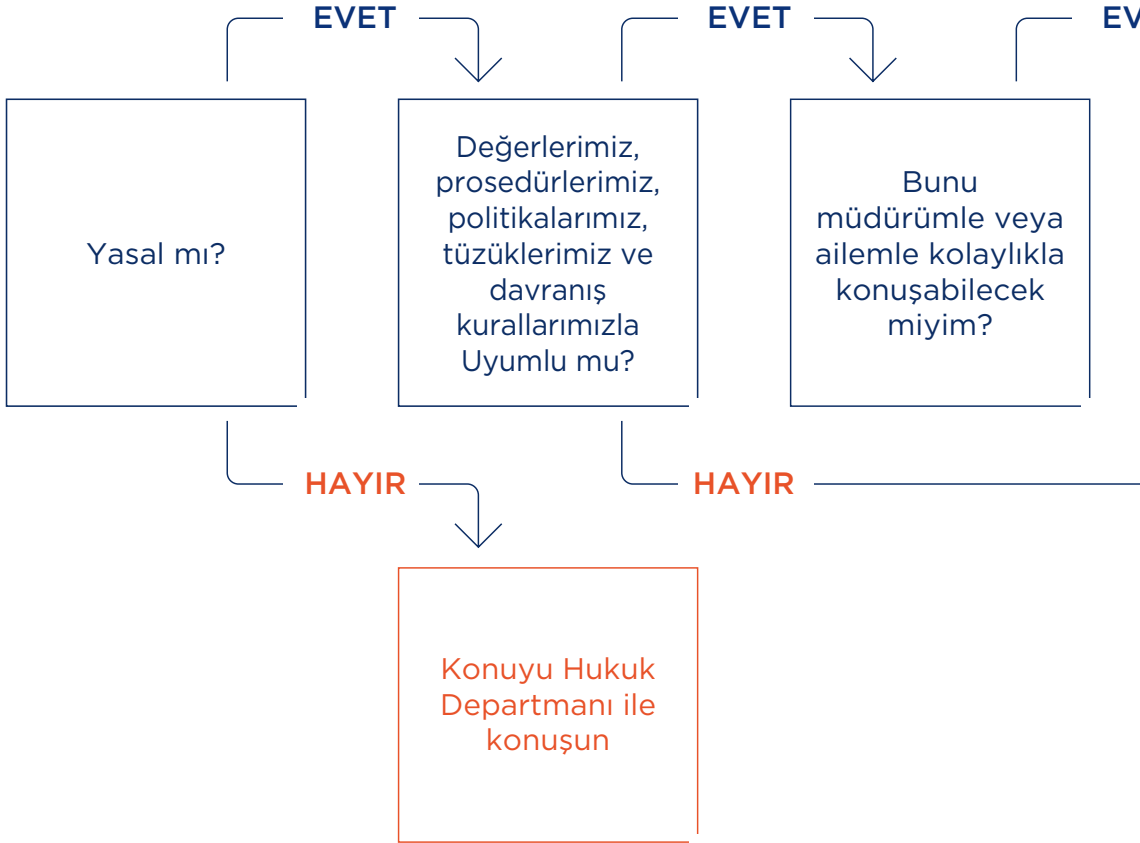 EVET
EVET
EV
Yasal mı?
Değerlerimiz,
prosedürlerimiz,
politikalarımız,
tüzüklerimiz ve
davranış
kurallarımızla
Uyumlu mu?
Bunu
müdürümle veya
ailemle kolaylıkla
konuşabilecek
miyim?
HAYIR
HAYIR
Konuyu Hukuk
Departmanı ile
konuşun